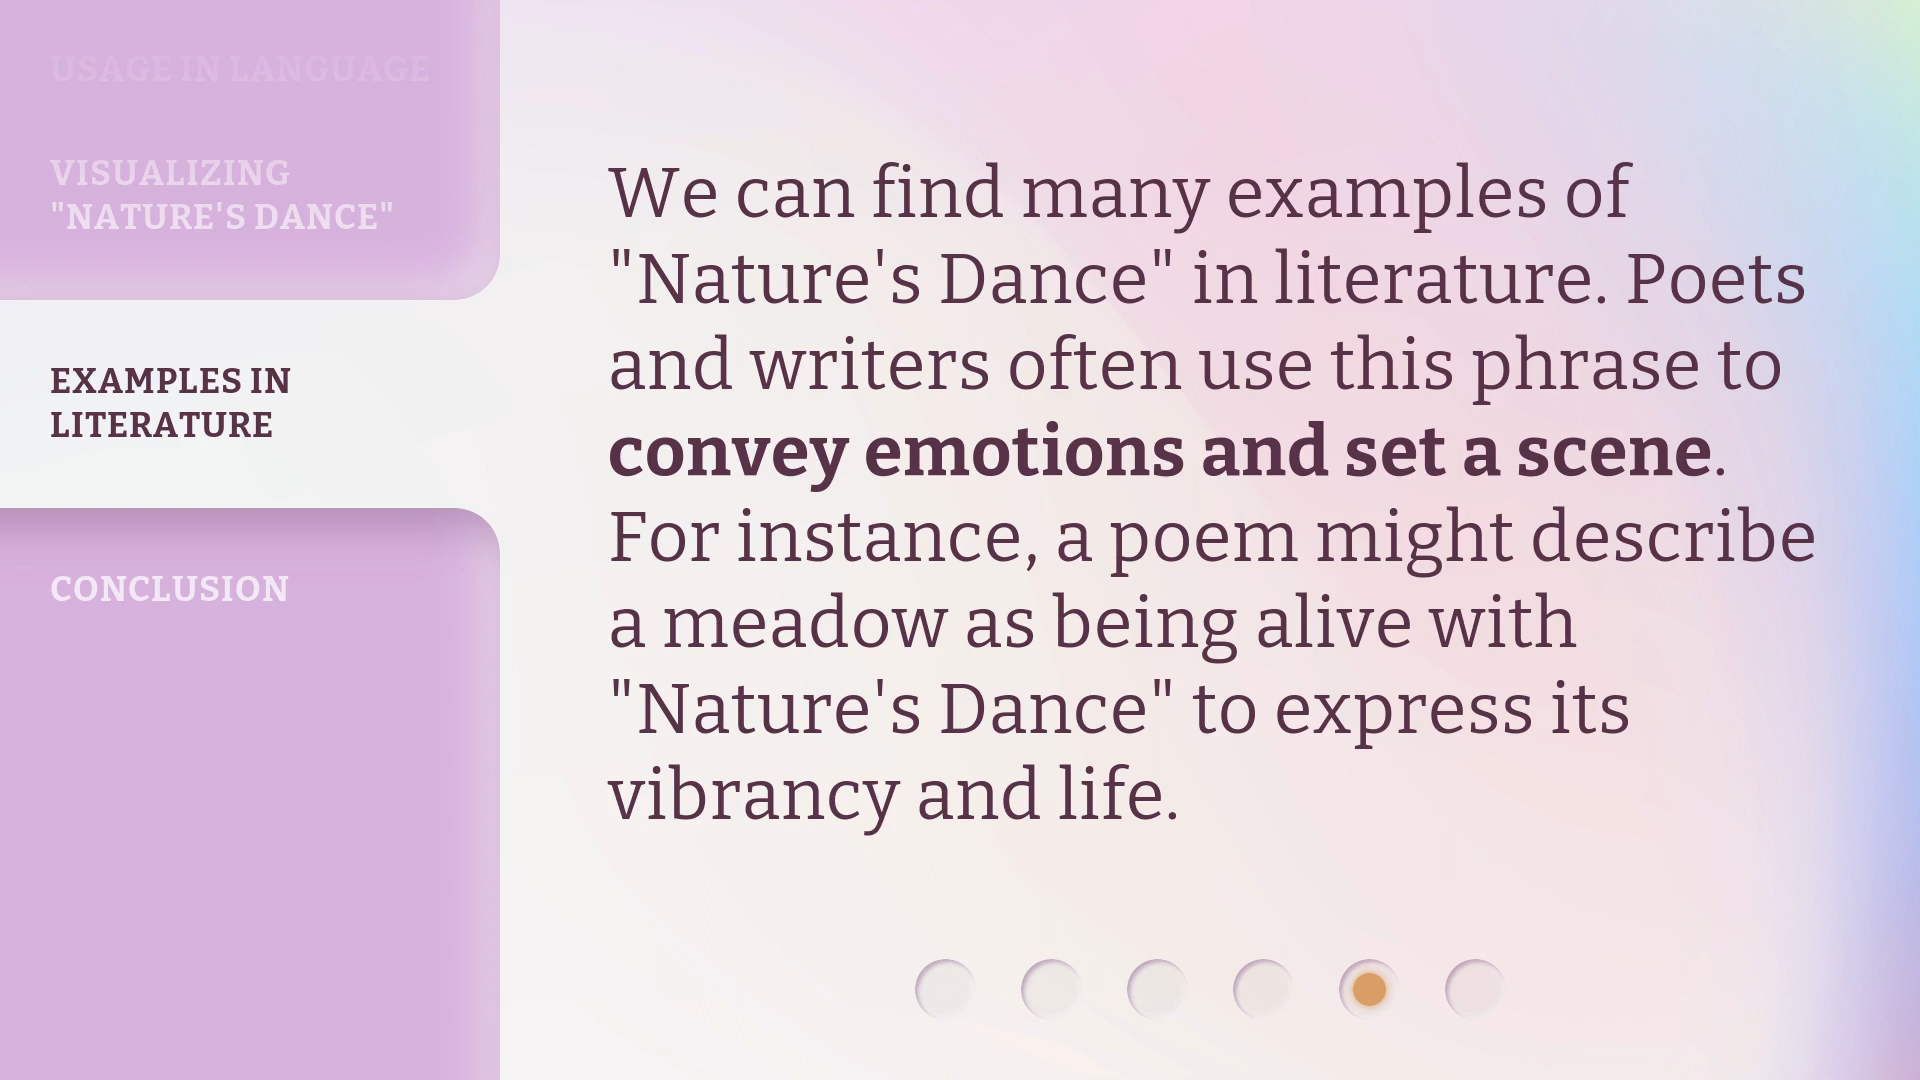 USAGE IN LANGUAGE
VISUALIZING
"NATURE'S DANCE"
EXAMPLES IN
LITERATURE
CONCLUSION
We can find many examples of
"Nature's Dance" in literature. Poets
and writers often use this phrase to
convey emotions and set a scene.
For instance, a poem might describe
a meadow as being alive with
"Nature's Dance" to express its
vibrancy and life.